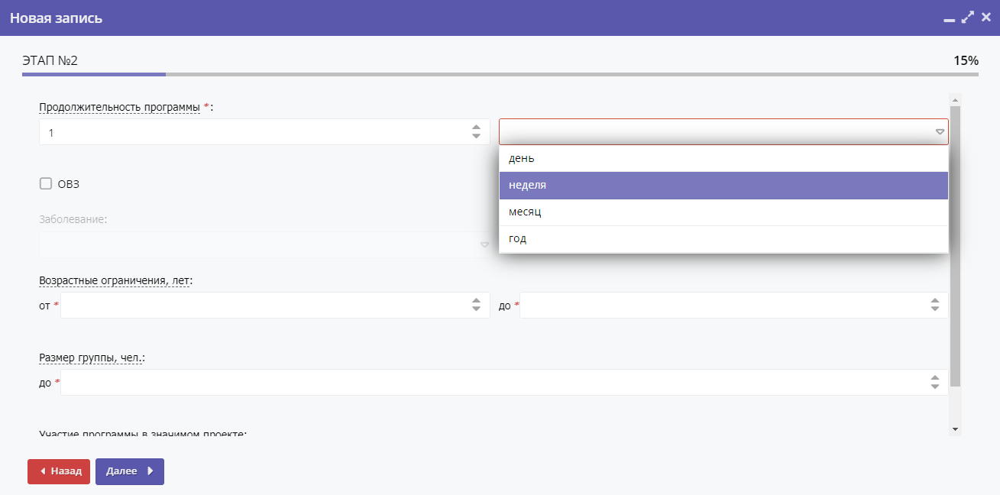 Новая запись
ЭТАП №2
15%
Продолжительность программы *:
1
день
неделя
месяц
год
ОВЗ
Заболевание:
Возрастные ограничения, лет:
от *
до *
Размер группы, чел.:
до *
Участие программы в значимом проекте:
Назад
Далее